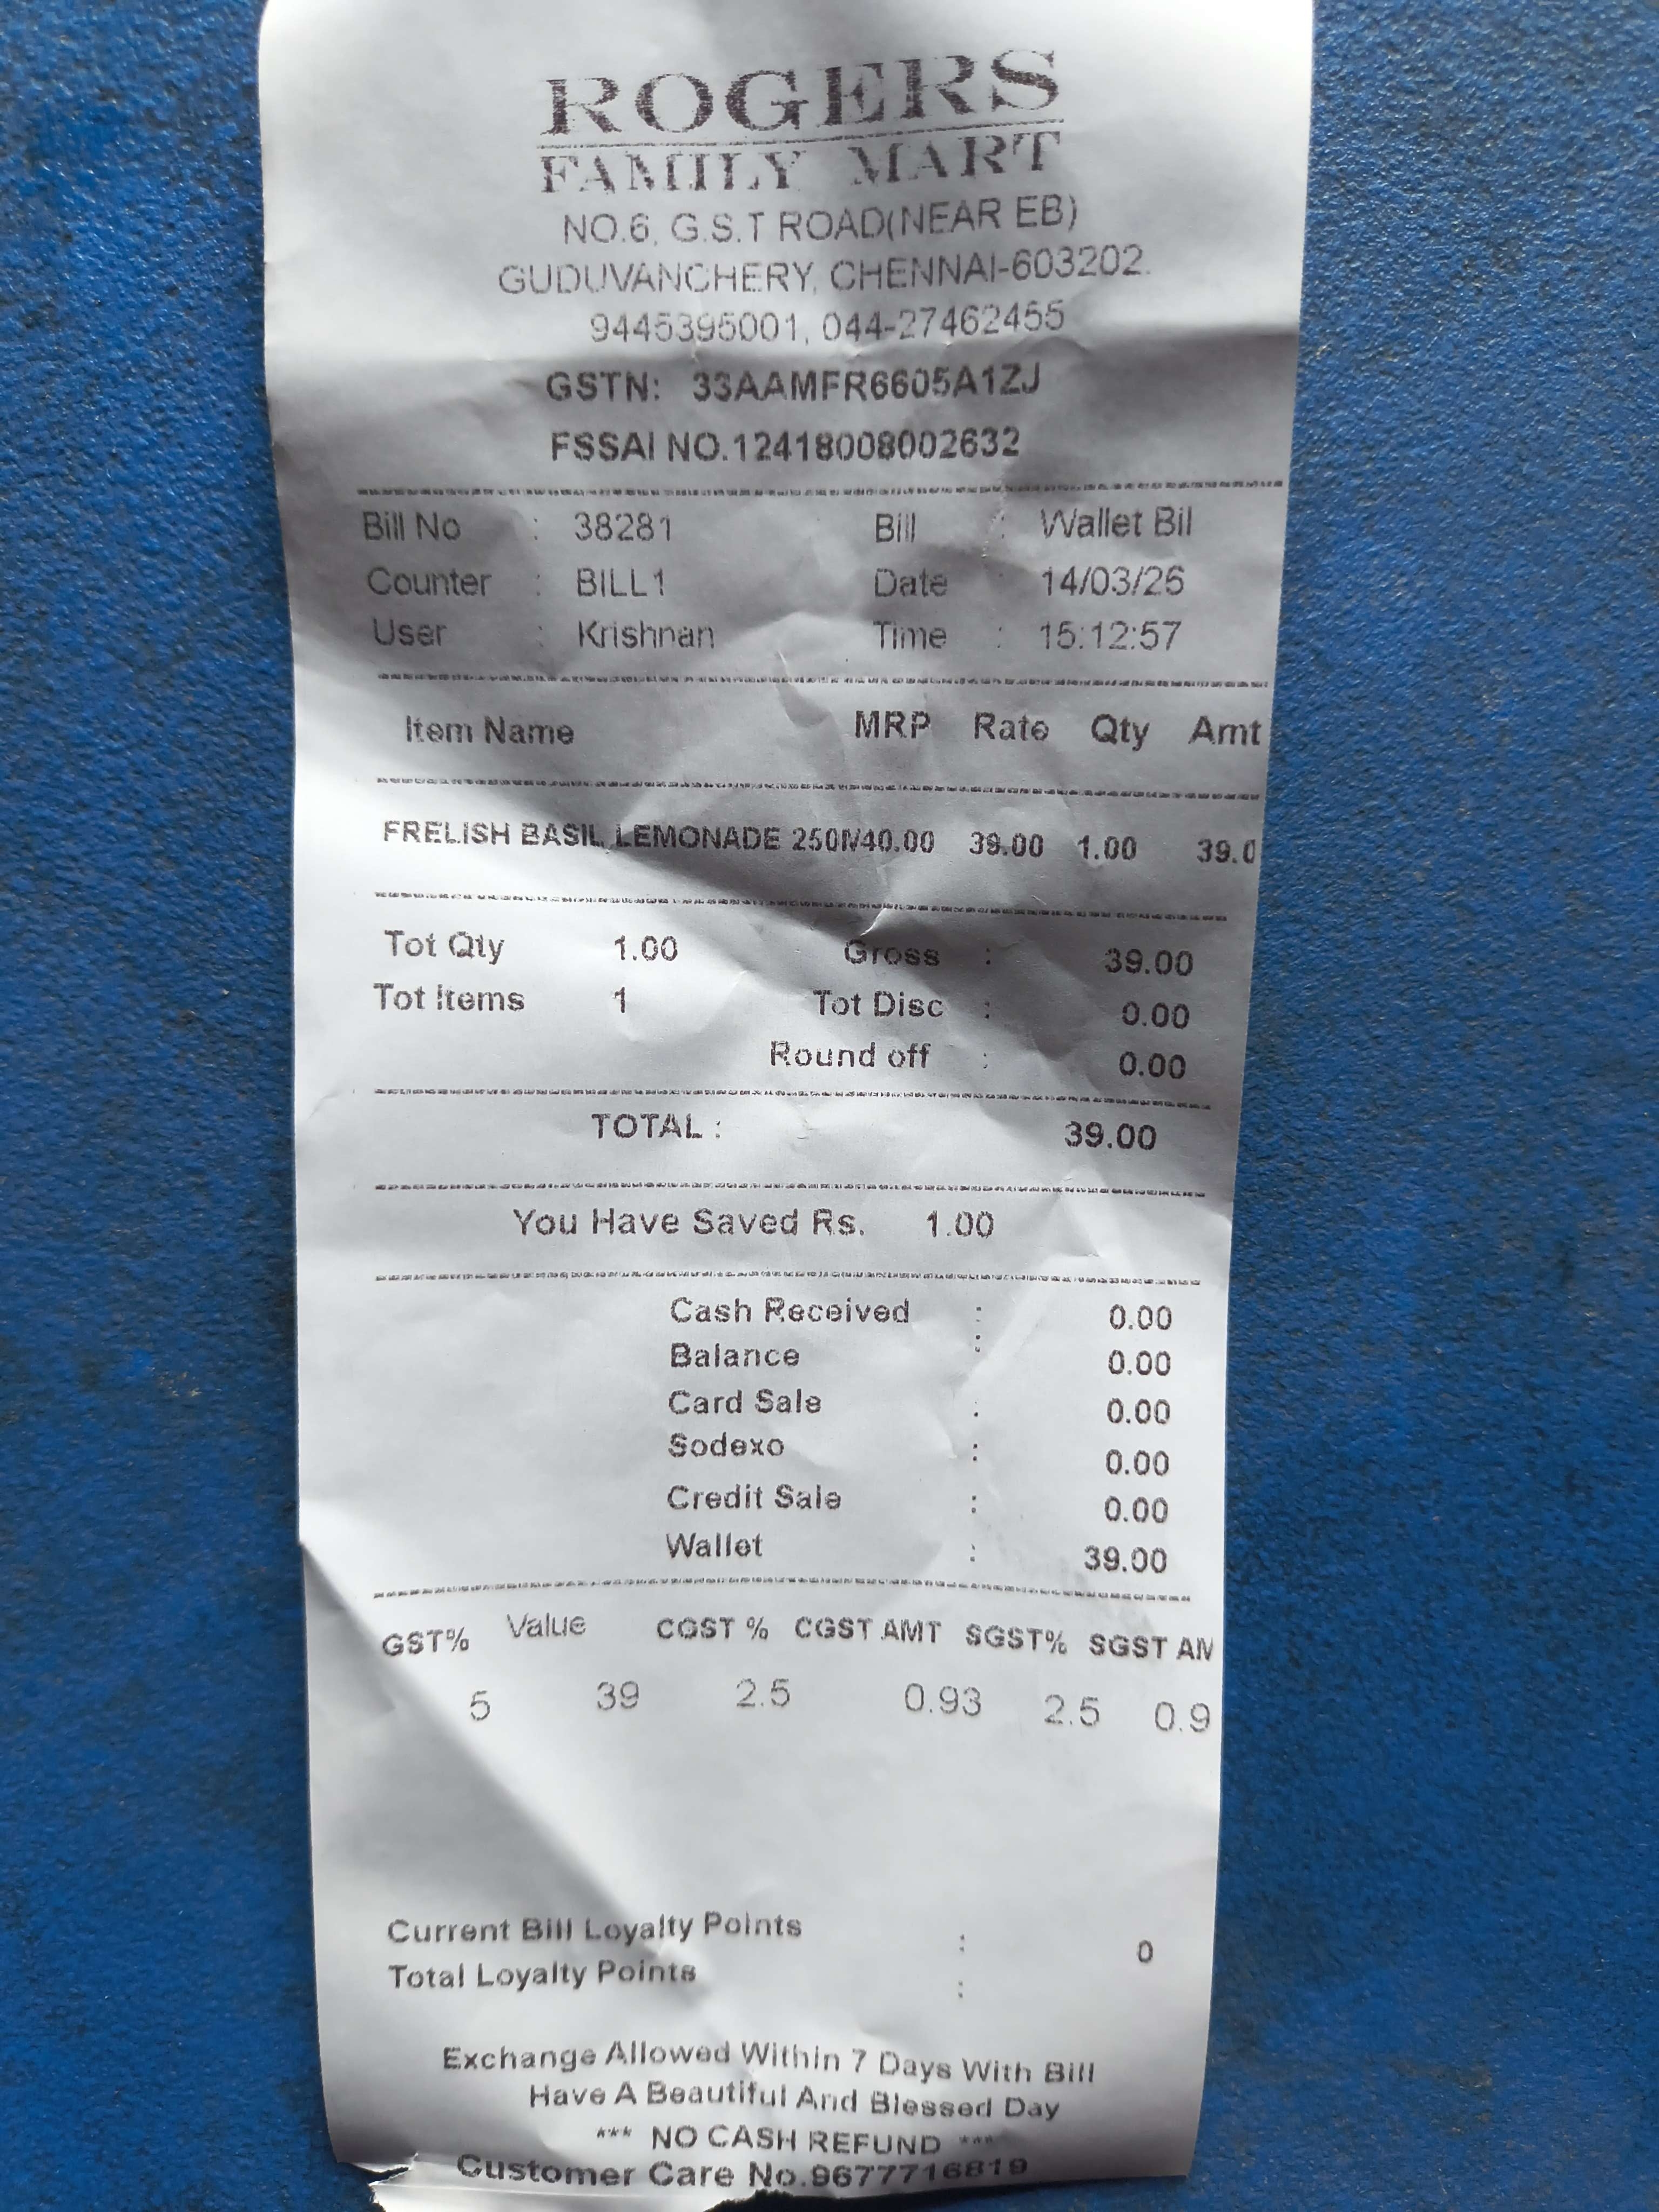 ROGERS
FAMILY MART
NO.6, G.S.T ROAD(NEAR EB)
GUDUVANCHERY, CHENNAI-603202.
9445395001, 044-27462455
GSTN: 33AAMFR6605A1ZJ
FSSAI NO.12418008002632
Bill No : 38281 Bill : Wallet Bil
Counter : BILL1 Date : 14/03/26
User : Krishnan Time : 15:12:57
Item Name MRP Rate Qty Amt
FRELISH BASIL LEMONADE 250M40.00 39.00 1.00 39.0
Tot Qty 1.00 Gross : 39.00
Tot Items 1 Tot Disc : 0.00
Round off : 0.00
TOTAL : 39.00
You Have Saved Rs. 1.00
Cash Received : 0.00
Balance : 0.00
Card Sale : 0.00
Sodexo : 0.00
Credit Sale : 0.00
Wallet : 39.00
GST% Value CGST % CGST AMT SGST% SGST AM
5 39 2.5 0.93 2.5 0.9
Current Bill Loyalty Points : 0
Total Loyalty Points :
Exchange Allowed Within 7 Days With Bill
Have A Beautiful And Blessed Day
*** NO CASH REFUND ***
Customer Care No.9677716819